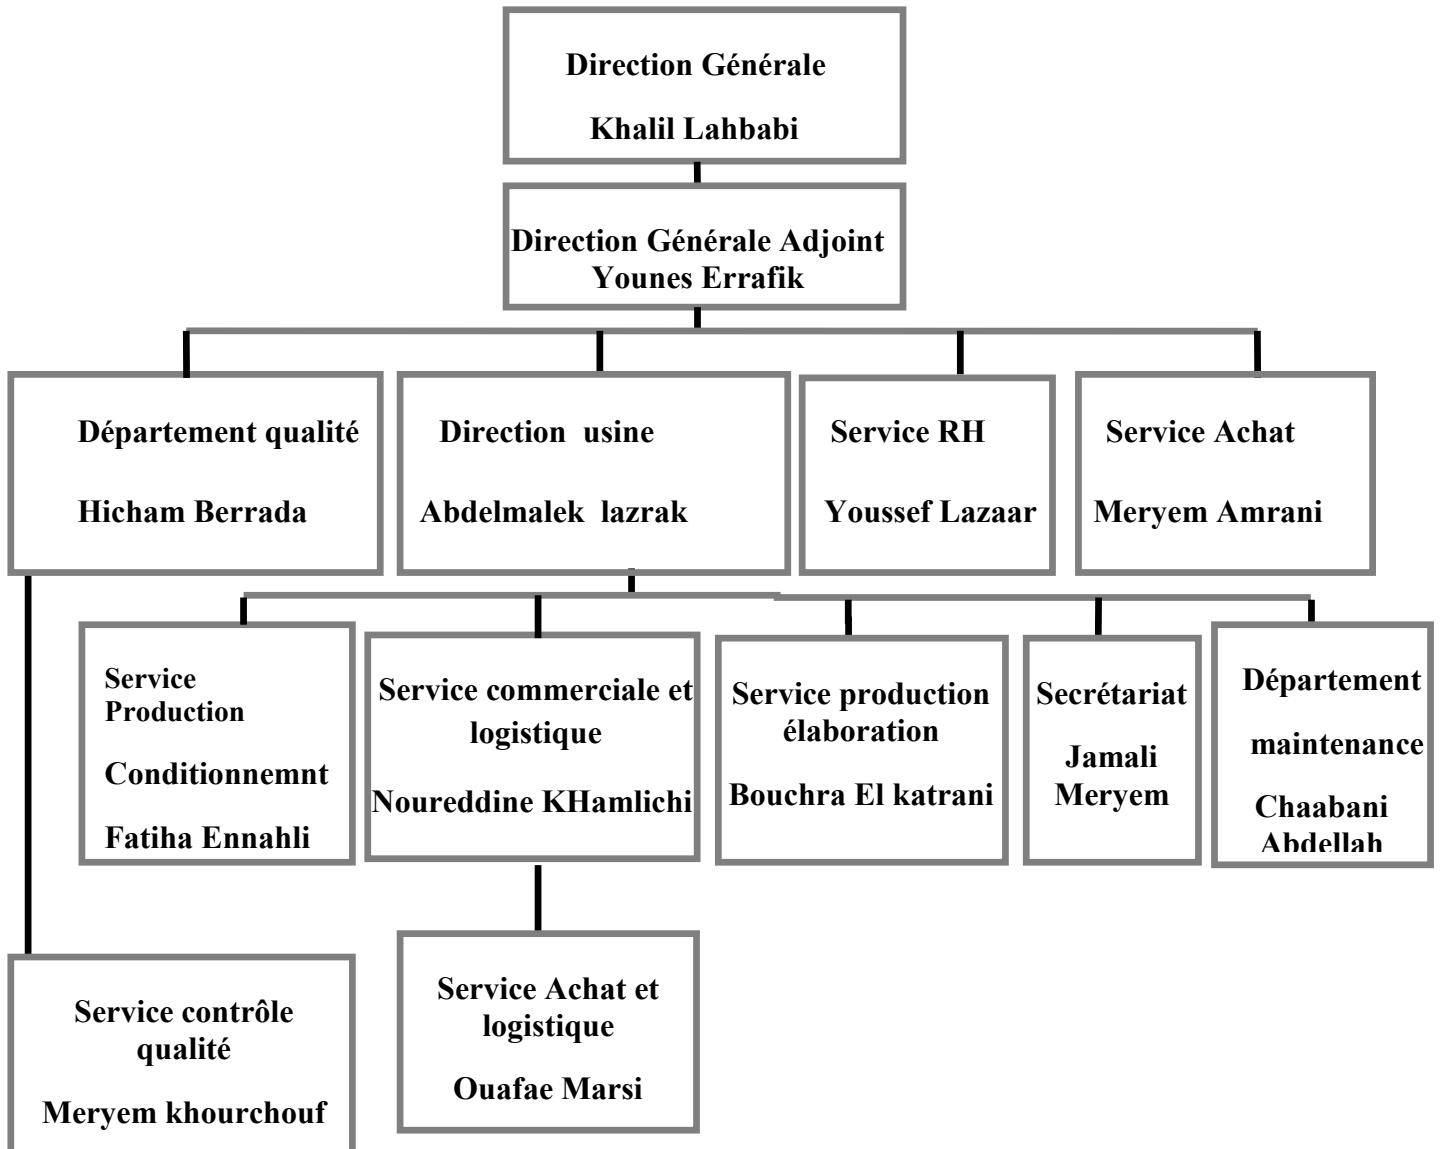 Direction Générale
Khalil Lahbabi
Direction Générale Adjoint
Younes Errafik
Département qualité
Hicham Berrada
Direction usine
Abdelmalek lazrak
Service RH
Youssef Lazaar
Service Achat
Meryem Amrani
Service
Production
Conditionnemnt
Fatiha Ennahli
Service commerciale et
logistique
Noureddine KHamlichi
Service production
élaboration
Bouchra El katrani
Secrétariat
Jamali
Meryem
Département
maintenance
Chaabani
Abdellah
Service contrôle
qualité
Meryem khourchouf
Service Achat et
logistique
Ouafae Marsi